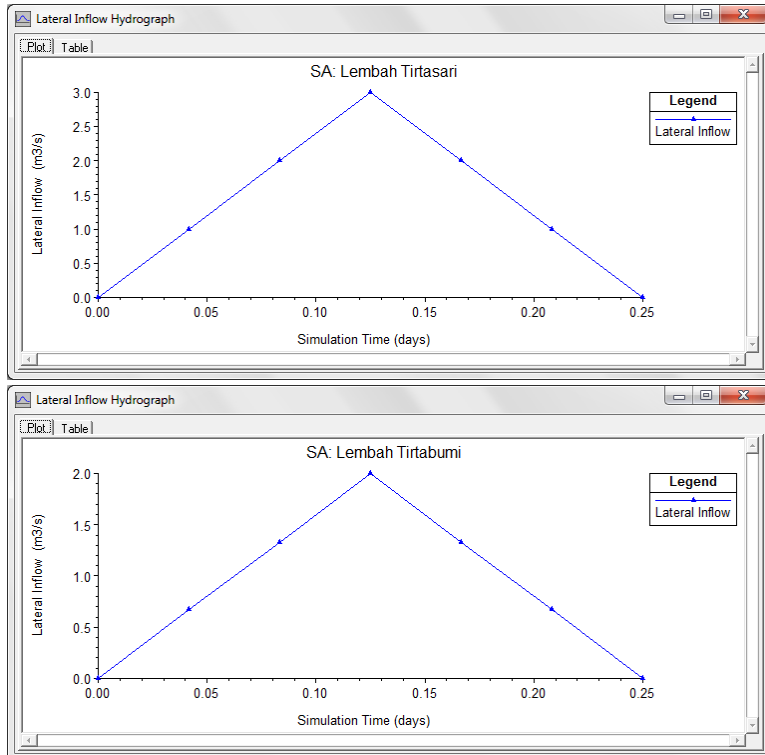 Lateral Inflow Hydrograph
Plot Table
SA: Lembah Tirtasari
Legend
Lateral Inflow
Lateral Inflow (m3/s)
3.0
2.5
2.0
1.5
1.0
0.5
0.0
0.00 0.05 0.10 0.15 0.20 0.25
Simulation Time (days)
Lateral Inflow Hydrograph
Plot Table
SA: Lembah Tirtabumi
Legend
Lateral Inflow
Lateral Inflow (m3/s)
2.0
1.5
1.0
0.5
0.0
0.00 0.05 0.10 0.15 0.20 0.25
Simulation Time (days)